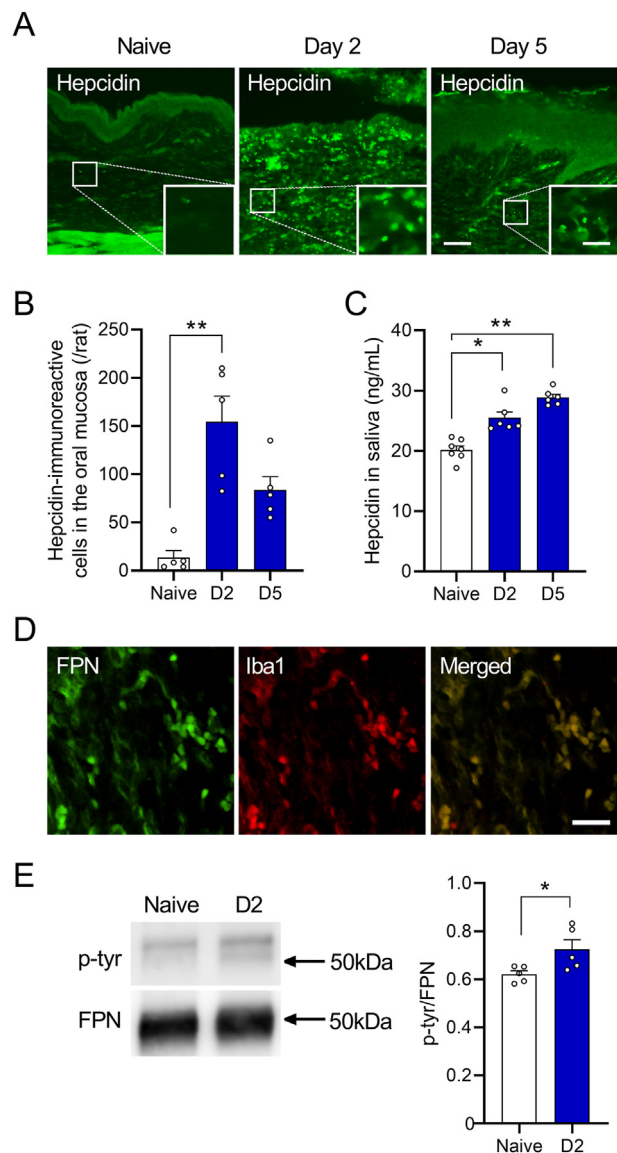 A
Naive
Day 2
Day 5
Hepcidin
Hepcidin
Hepcidin
B
Hepcidin-immunoreactive
cells in the oral mucosa (/rat)
250
200
150
100
50
0
**
Naive
D2
D5
C
Hepcidin in saliva (ng/mL)
40
30
20
10
0
**
*
Naive
D2
D5
D
FPN
Iba1
Merged
E
Naive
D2
p-tyr
50kDa
FPN
50kDa
p-tyr/FPN
1.0
0.8
0.6
0.4
0.2
0
*
Naive
D2